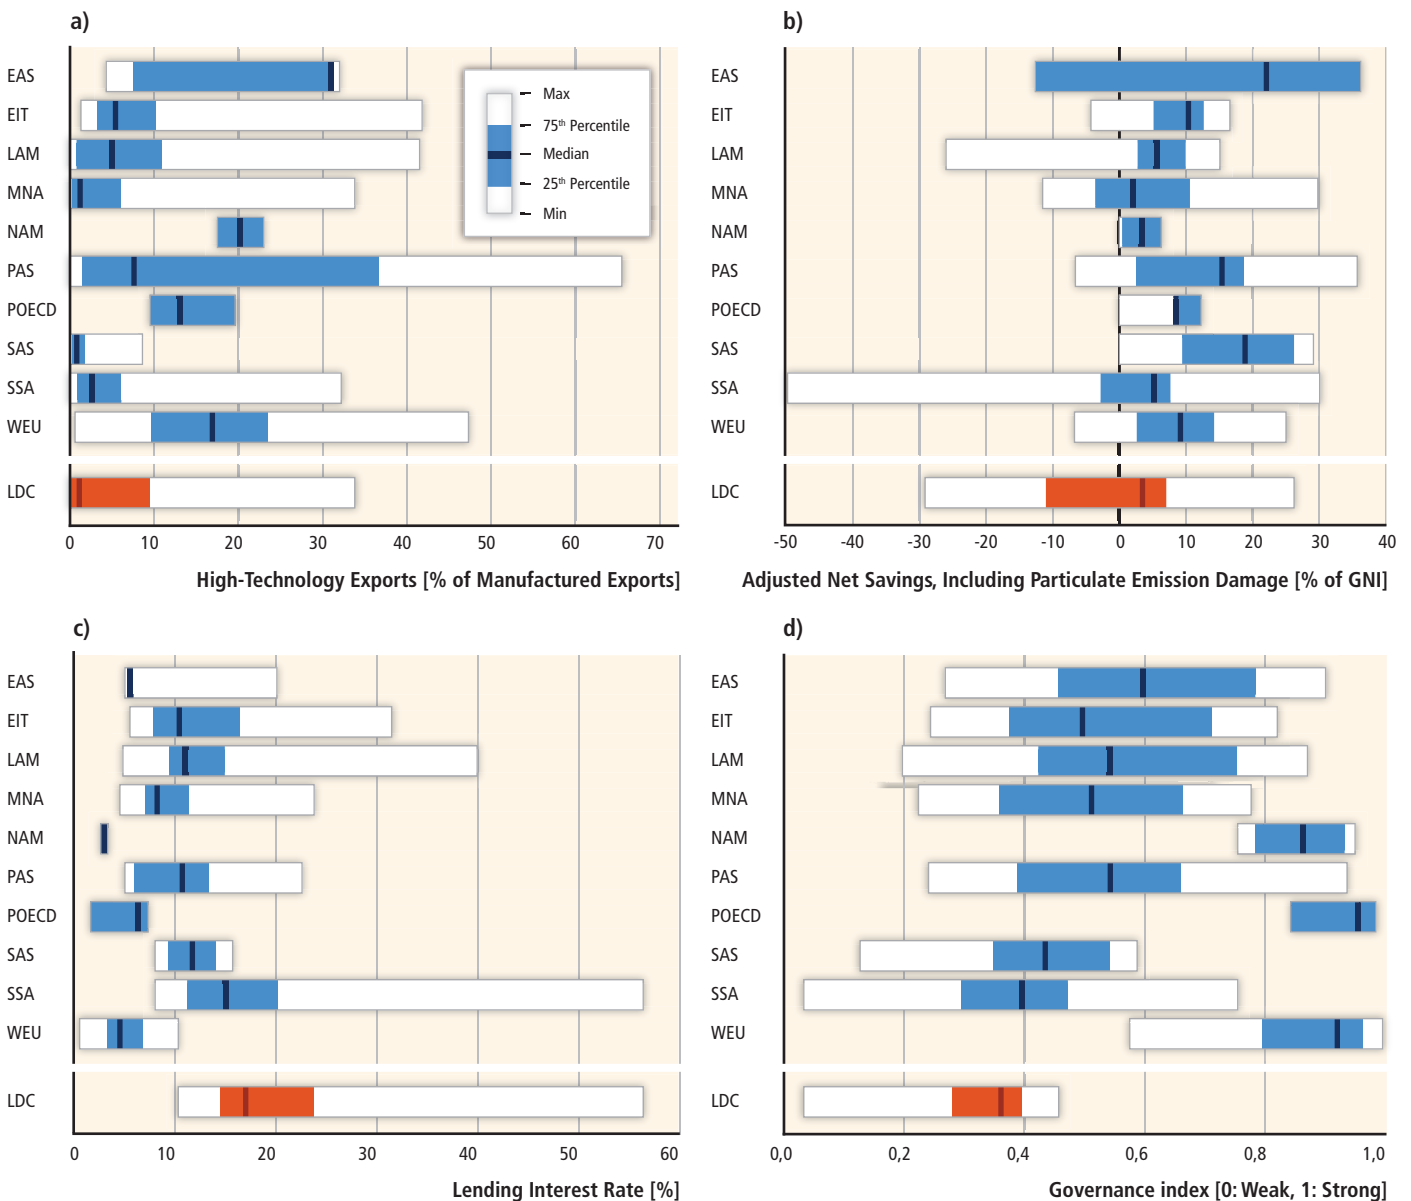 a)
EAS
EIT
LAM
MNA
NAM
PAS
POECD
SAS
SSA
WEU
LDC
Max
75th Percentile
Median
25th Percentile
Min
0 10 20 30 40 50 60 70
High-Technology Exports [% of Manufactured Exports]
b)
EAS
EIT
LAM
MNA
NAM
PAS
POECD
SAS
SSA
WEU
LDC
-50 -40 -30 -20 -10 0 10 20 30 40
Adjusted Net Savings, Including Particulate Emission Damage [% of GNI]
c)
EAS
EIT
LAM
MNA
NAM
PAS
POECD
SAS
SSA
WEU
LDC
0 10 20 30 40 50 60
Lending Interest Rate [%]
d)
EAS
EIT
LAM
MNA
NAM
PAS
POECD
SAS
SSA
WEU
LDC
0,0 0,2 0,4 0,6 0,8 1,0
Governance index [0: Weak, 1: Strong]